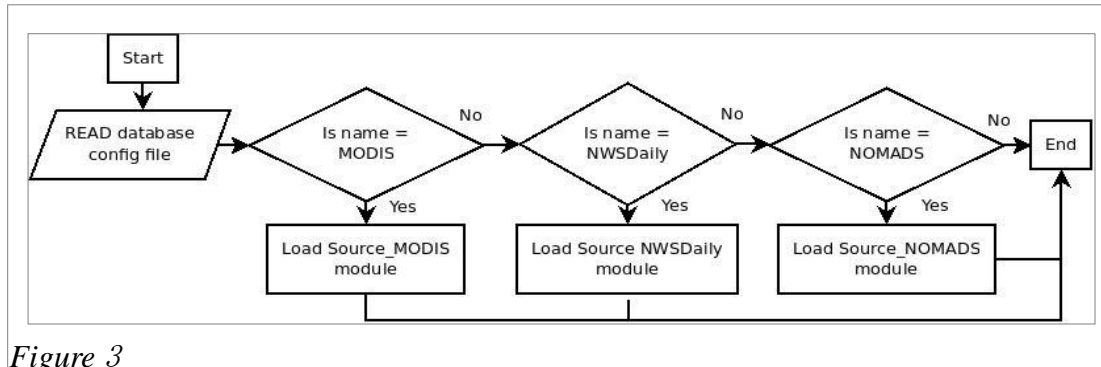 Start
READ database
config file
Is name =
MODIS
No
Is name =
NWSDaily
No
Is name =
NOMADS
No
End
Yes
Yes
Yes
Load Source_MODIS
module
Load Source NWSDaily
module
Load Source_NOMADS
module
Figure 3